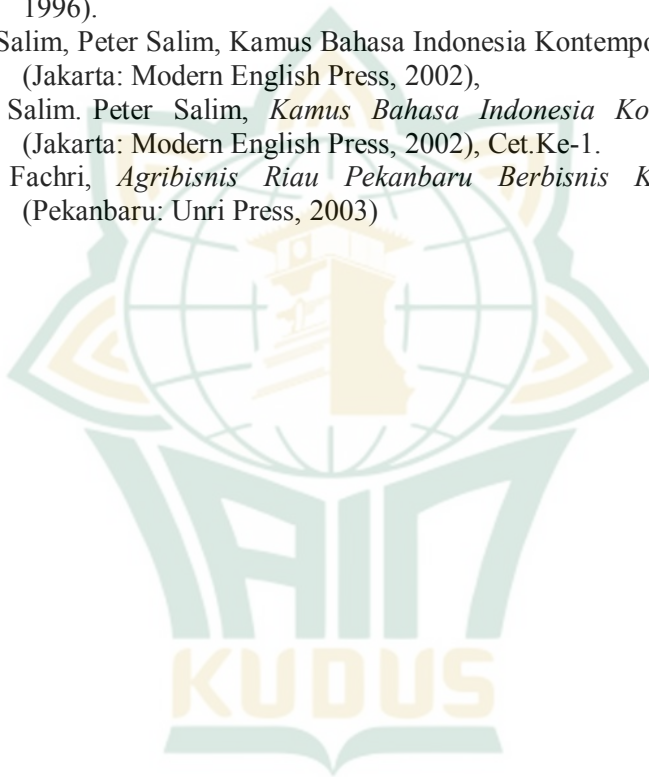 1996).
Salim, Peter Salim, Kamus Bahasa Indonesia Kontempo
(Jakarta: Modern English Press, 2002),
Salim. Peter Salim, Kamus Bahasa Indonesia Ko
(Jakarta: Modern English Press, 2002), Cet.Ke-1.
Fachri, Agribisnis Riau Pekanbaru Berbisnis K
(Pekanbaru: Unri Press, 2003)
IAIN
KUDUS